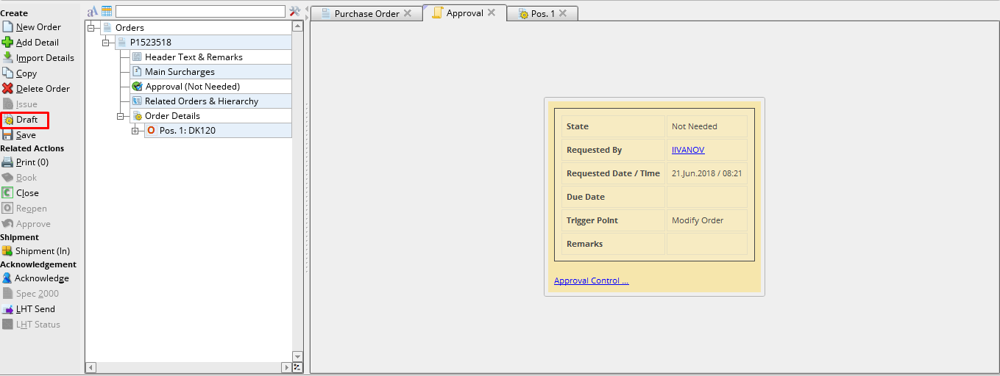 Create
New Order
Add Detail
Import Details
Copy
Delete Order
Issue
Draft
Save
Related Actions
Print (0)
Book
Close
Reopen
Approve
Shipment
Shipment (In)
Acknowledgement
Acknowledge
Spec 2000
LHT Send
LHT Status
Orders
P1523518
Header Text & Remarks
Main Surcharges
Approval (Not Needed)
Related Orders & Hierarchy
Order Details
Pos. 1: DK120
Purchase Order
Approval
Pos. 1
State Not Needed
Requested By IIVANOV
Requested Date / Time 21.Jun.2018 / 08:21
Due Date
Trigger Point Modify Order
Remarks
Approval Control ...